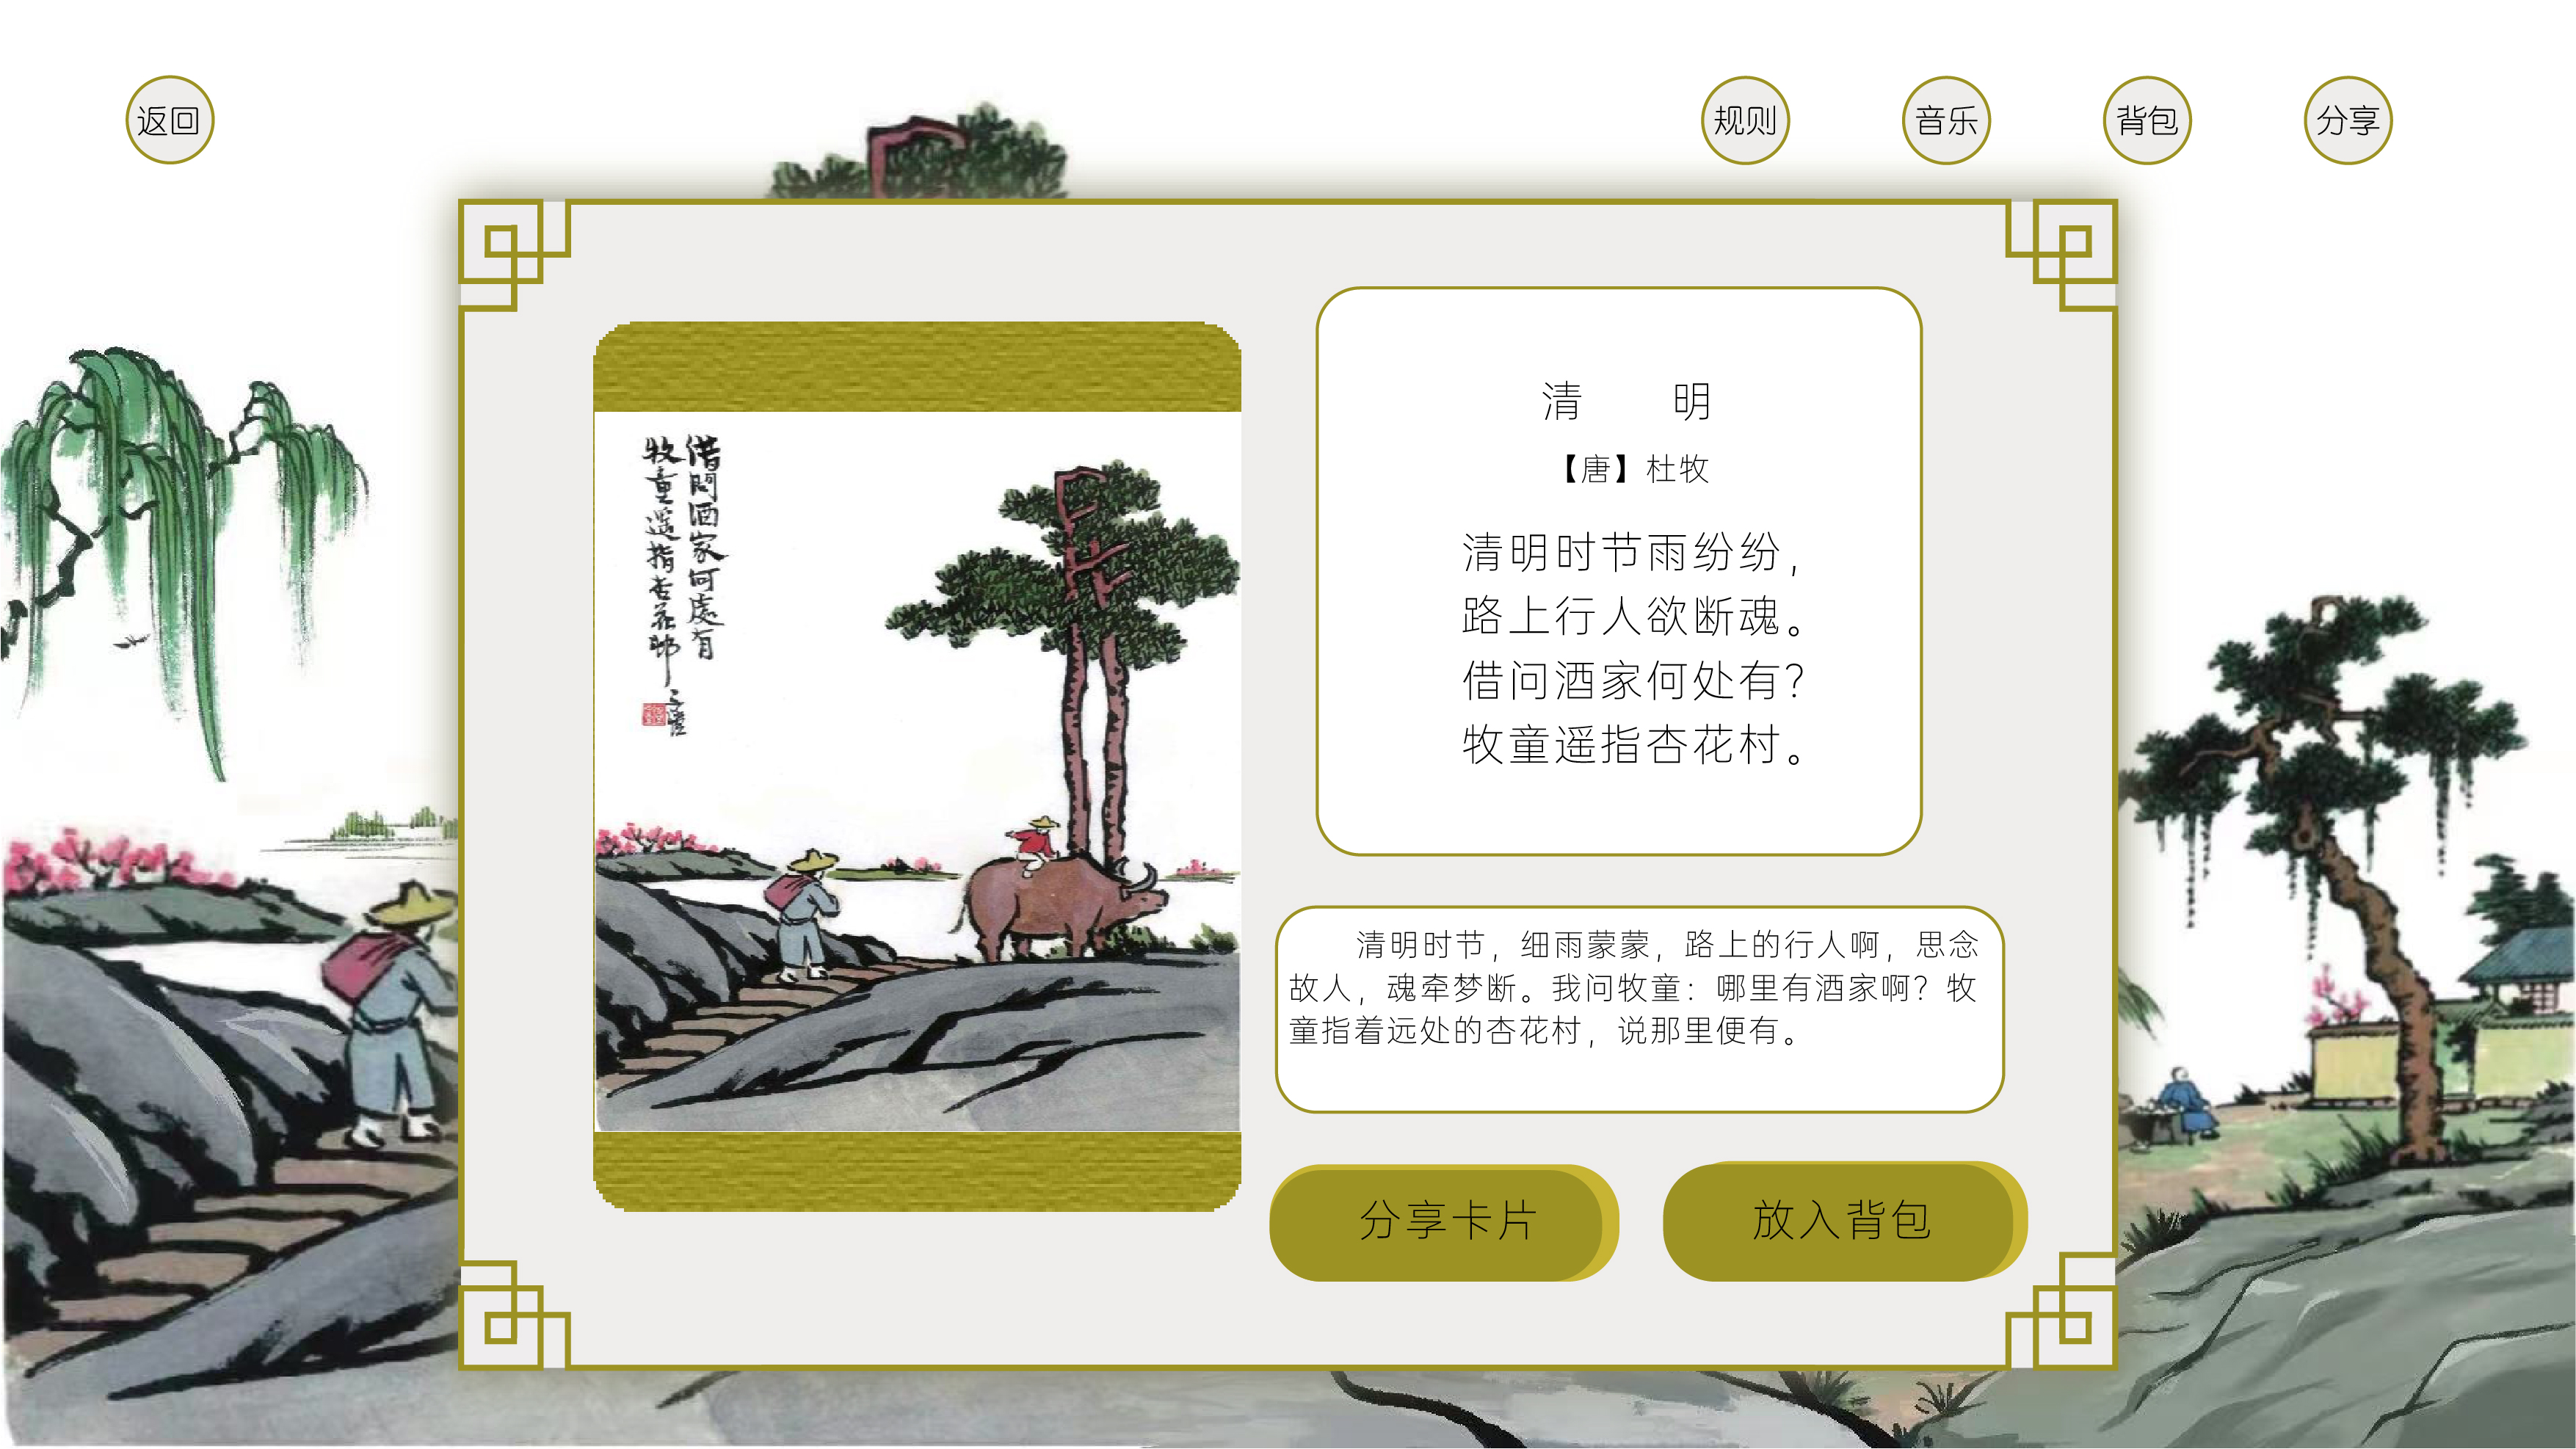 返回
规则
音乐
背包
分享
借問酒家何處有
牧童遥指杏花邨
清 明
【唐】杜牧
清明时节雨纷纷，
路上行人欲断魂。
借问酒家何处有？
牧童遥指杏花村。
清明时节，细雨蒙蒙，路上的行人啊，思念
故人，魂牵梦断。我问牧童：哪里有酒家啊？牧
童指着远处的杏花村，说那里便有。
分享卡片
放入背包